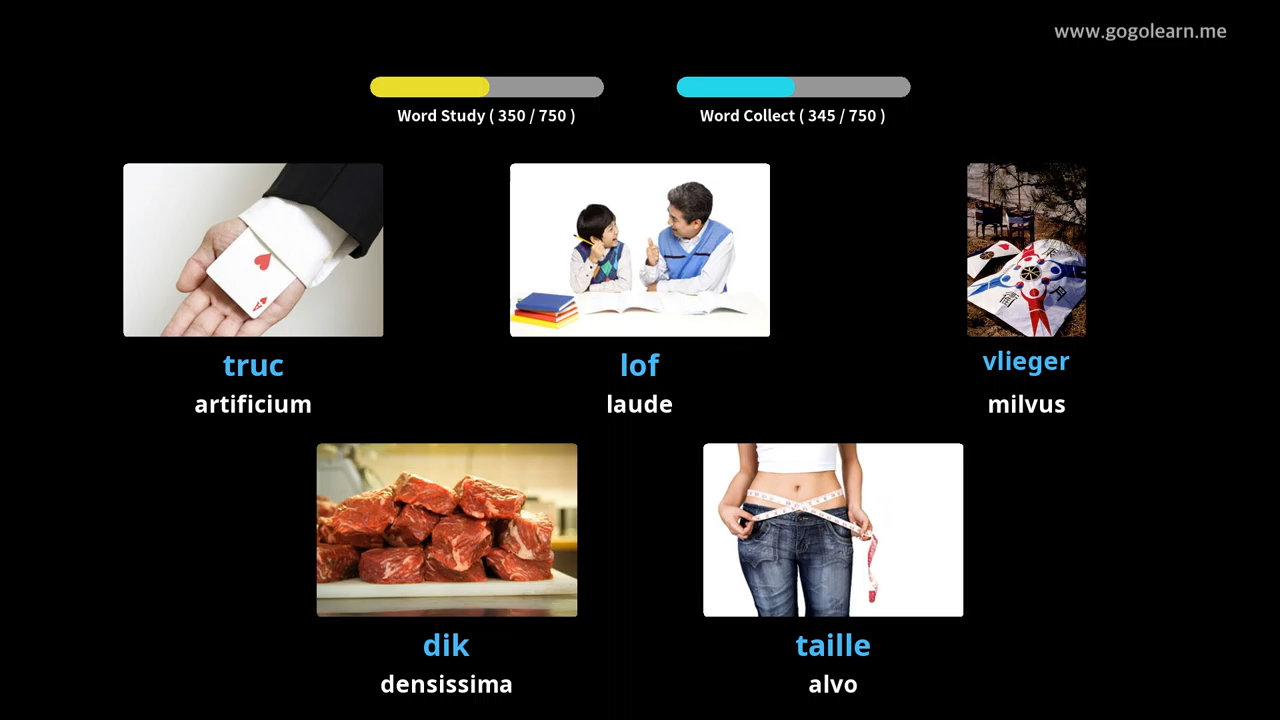 www.gogolearn.me
Word Study ( 350 / 750 )
Word Collect ( 345 / 750 )
truc
artificium
lof
laude
vlieger
milvus
dik
densissima
taille
alvo